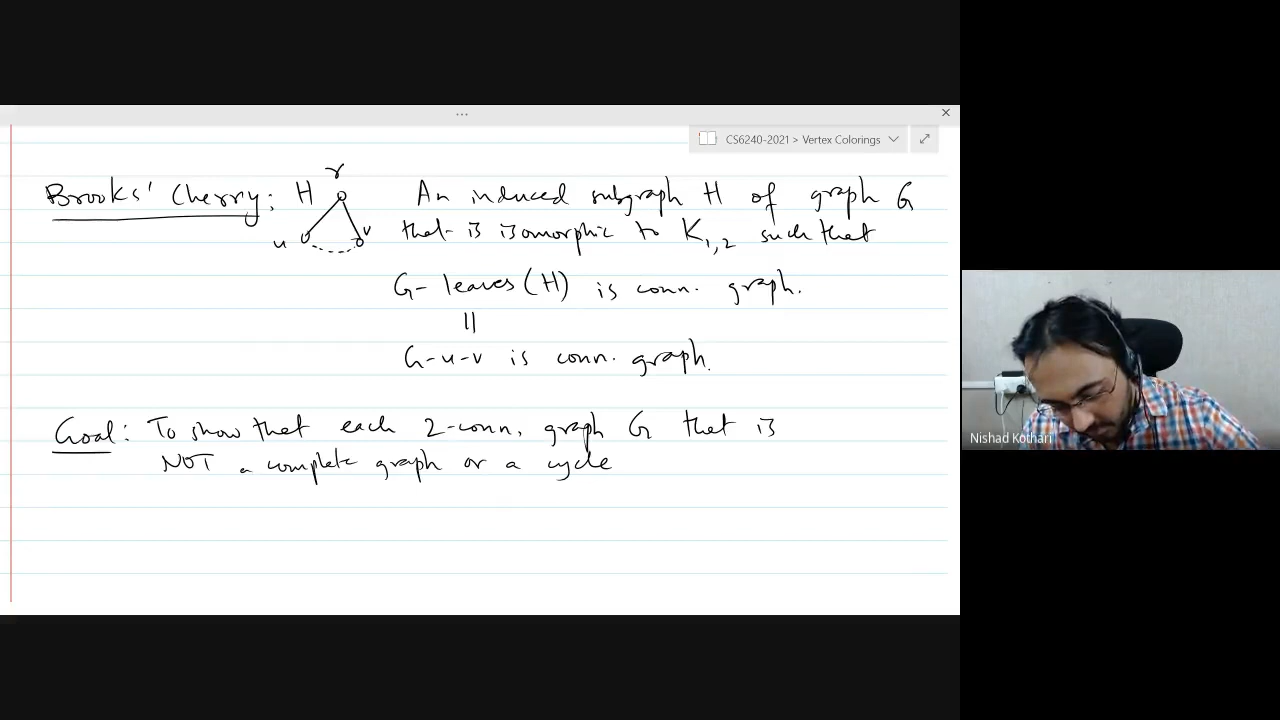 CS6240-2021 > Vertex Colorings
r
Brooks' Cherry: H An induced subgraph H of graph G
u v that is isomorphic to K1,2 such that
G- leaves(H) is conn. graph.
||
G-u-v is conn. graph.
Goal: To show that each 2-conn. graph G that is
NOT a complete graph or a cycle
Nishad Kothari